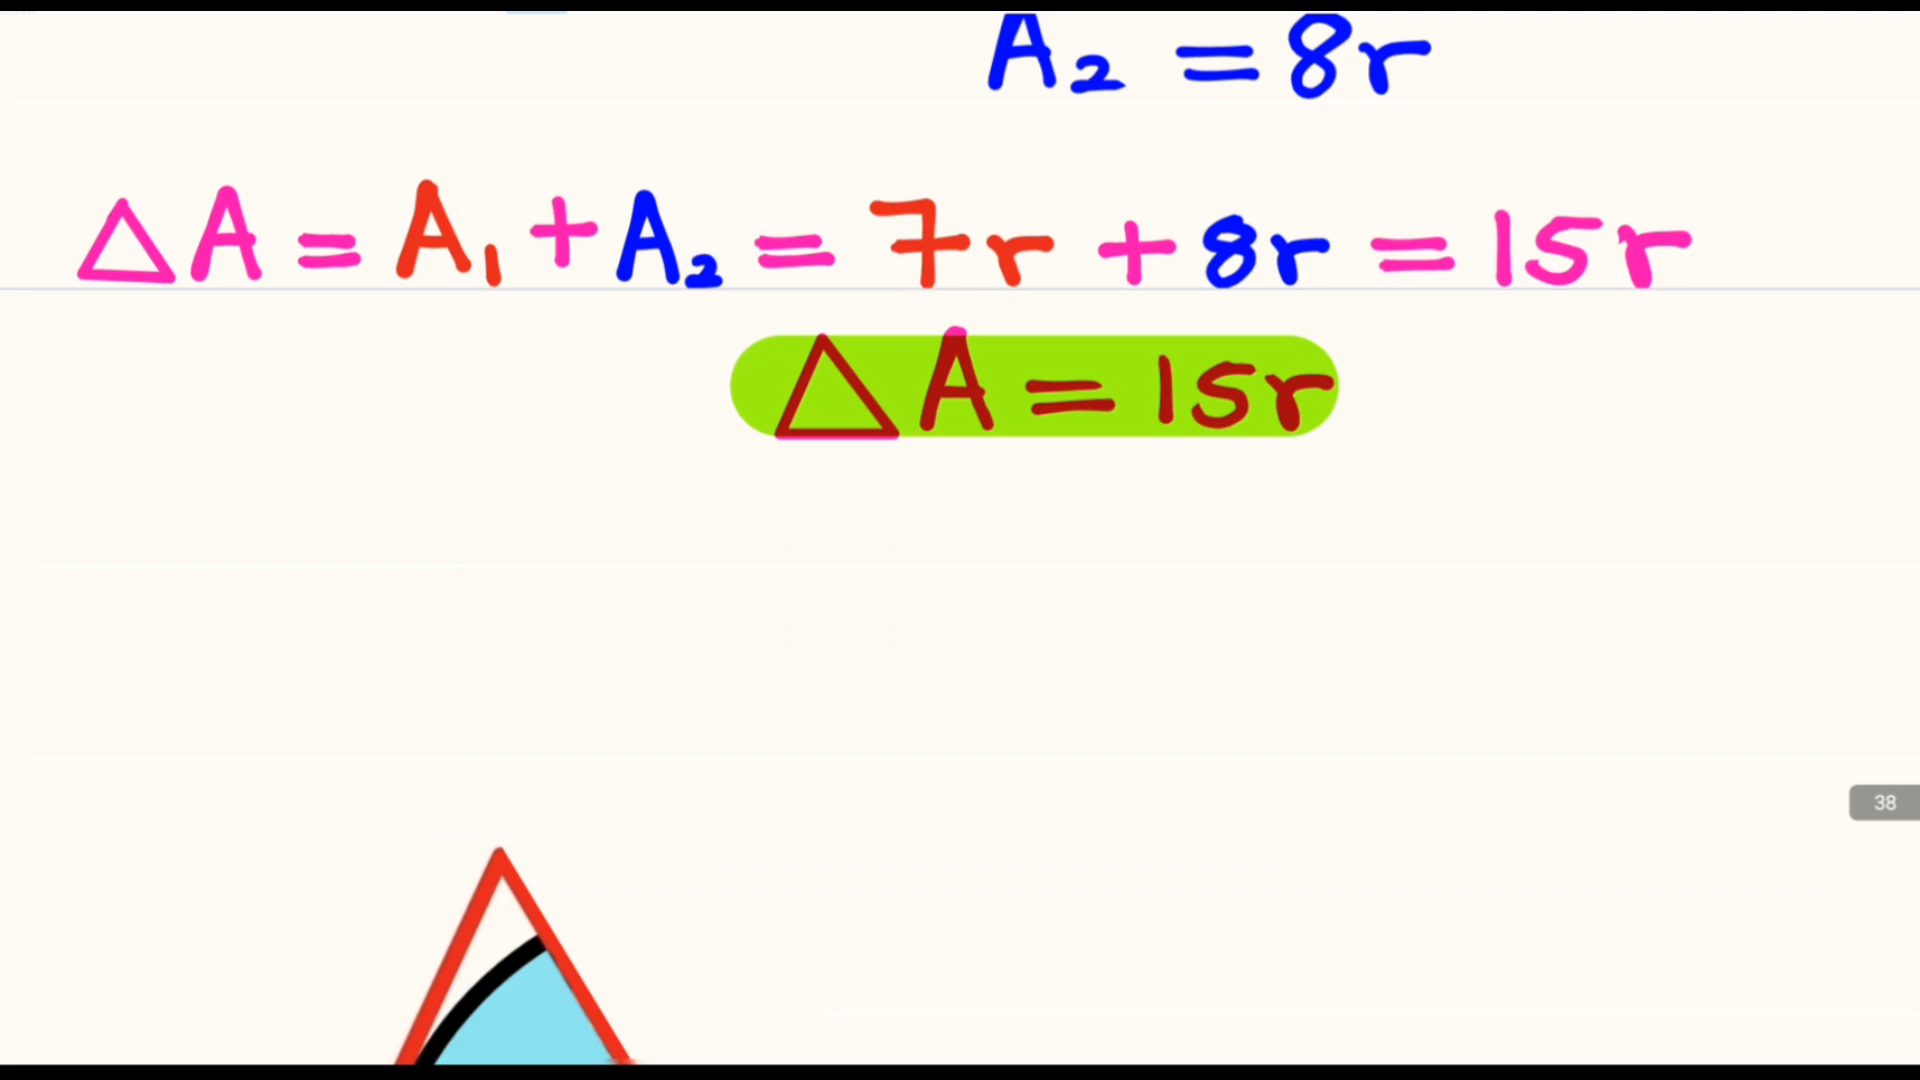 A₂ = 8r
△A = A₁ + A₂ = 7r + 8r = 15r
△A = 15r
38